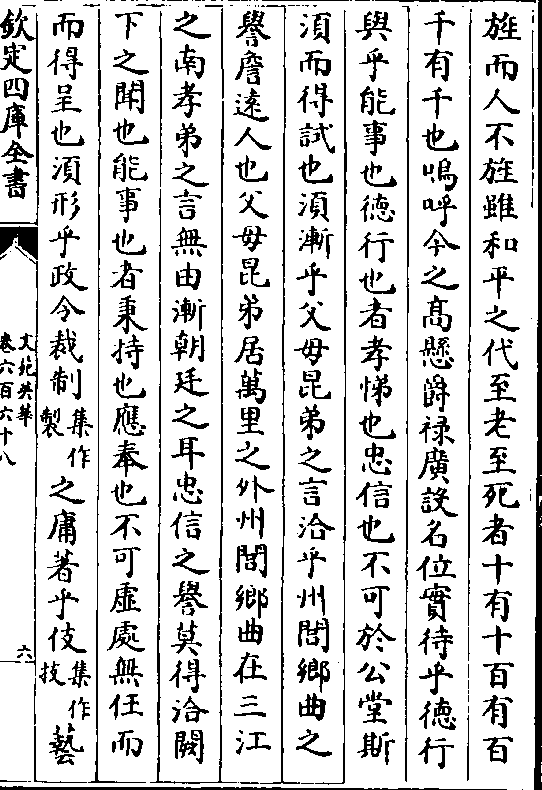 旌而人不旌雖和平之代至老至死者十有十百有百
千有千也嗚呼今之髙懸爵祿廣設名位實待乎徳行
與乎能事也徳行也者孝悌也忠信也不可於公堂斯
須而得試也須漸乎父母昆弟之言洽乎州閭鄉曲之
譽詹逺人也父母昆弟居萬里之外州閭鄉曲在三江
之南孝弟之言無由漸朝廷之耳忠信之譽莫得洽闕
下之聞也能事也者秉持也應奉也不可虛處無任而
而得呈也須形乎政令裁制集作製之庸著乎伎集作技藝
欽定四庫全書
文苑英華
卷六百六十八
六